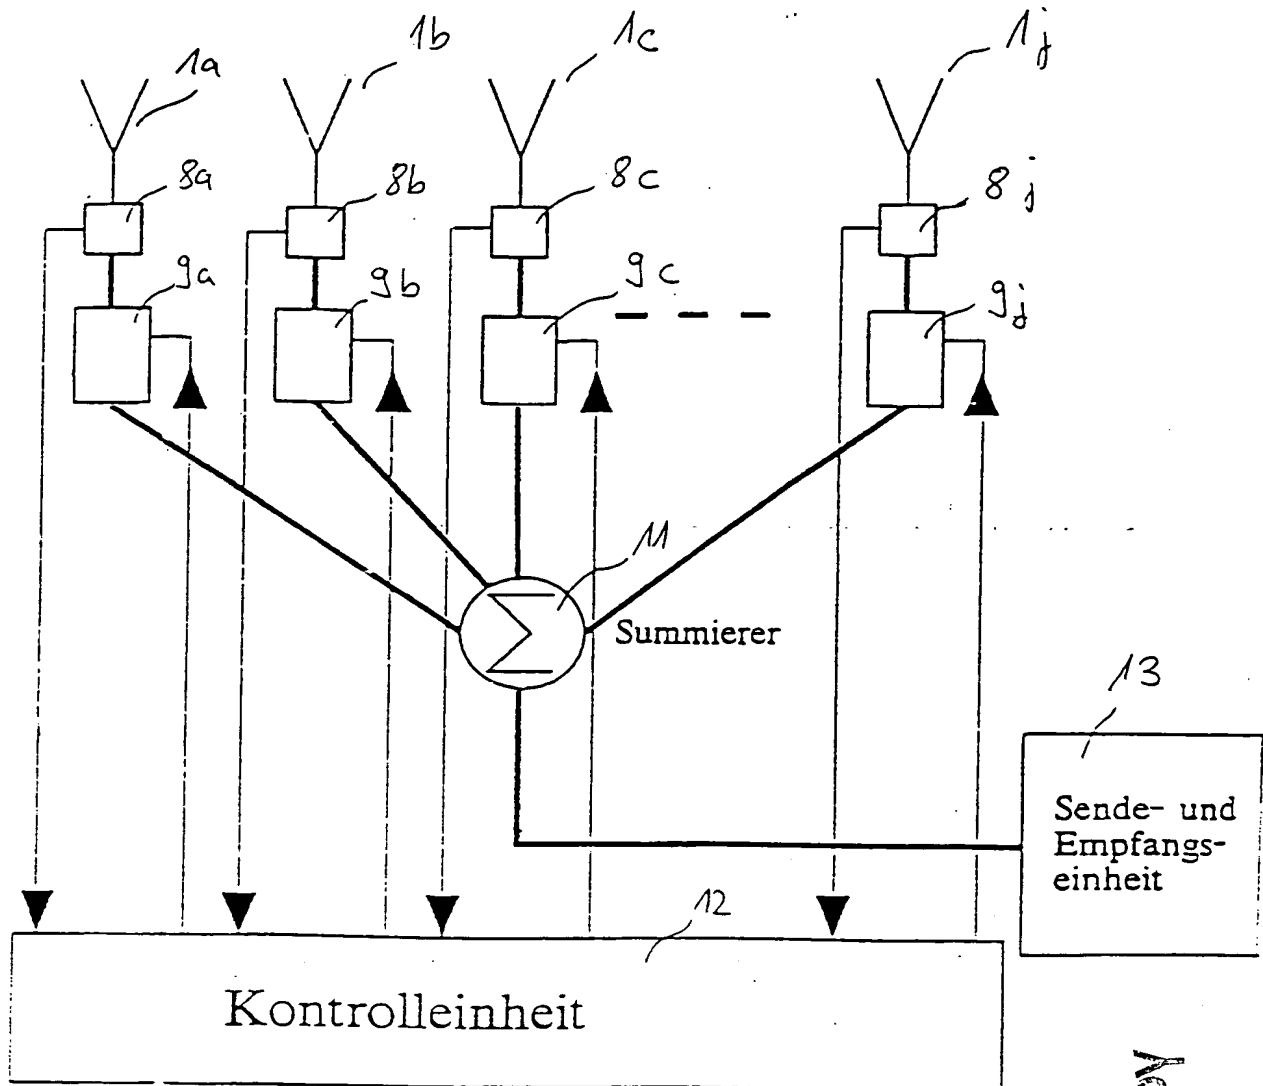 1a
1b
1c
1j
8a
8b
8c
8j
9a
9b
9c
9j
11
Summierer
13
Sende- und
Empfangs-
einheit
12
Kontrolleinheit